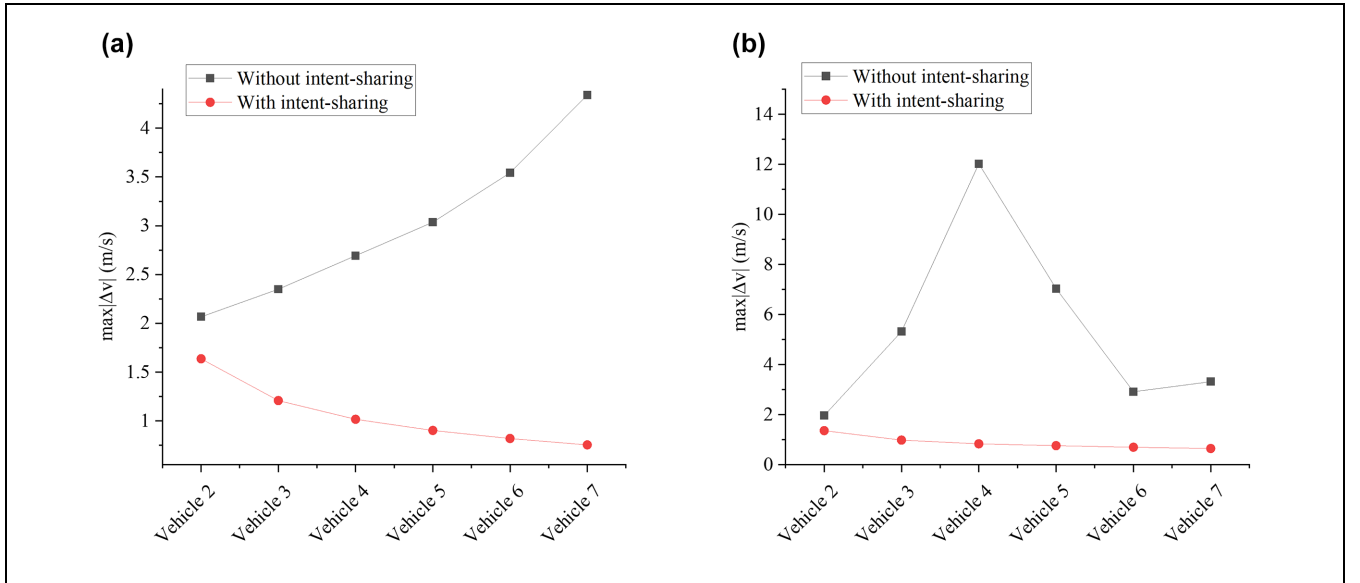 (a)
Without intent-sharing
With intent-sharing
max|Δv| (m/s)
4
3.5
3
2.5
2
1.5
1
Vehicle 2
Vehicle 3
Vehicle 4
Vehicle 5
Vehicle 6
Vehicle 7
(b)
Without intent-sharing
With intent-sharing
max|Δv| (m/s)
14
12
10
8
6
4
2
0
Vehicle 2
Vehicle 3
Vehicle 4
Vehicle 5
Vehicle 6
Vehicle 7